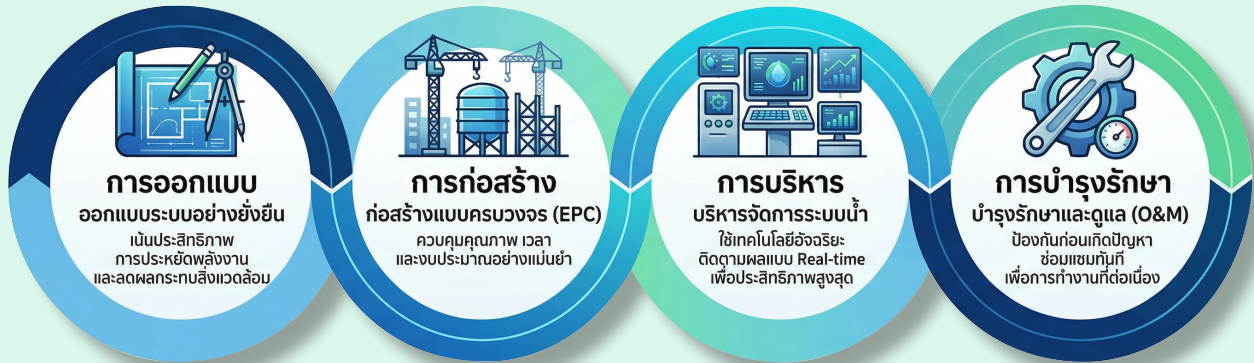 การออกแบบ
ออกแบบระบบอย่างยั่งยืน
เน้นประสิทธิภาพ
การประหยัดพลังงาน
และลดผลกระทบสิ่งแวดล้อม
การก่อสร้าง
ก่อสร้างแบบครบวงจร (EPC)
ควบคุมคุณภาพ เวลา
และงบประมาณอย่างแม่นยำ
การบริหาร
บริหารจัดการระบบน้ำ
ใช้เทคโนโลยีอัจฉริยะ
ติดตามผลแบบ Real-time
เพื่อประสิทธิภาพสูงสุด
การบำรุงรักษา
บำรุงรักษาและดูแล (O&M)
ป้องกันก่อนเกิดปัญหา
ซ่อมแซมทันที
เพื่อการทำงานที่ต่อเนื่อง